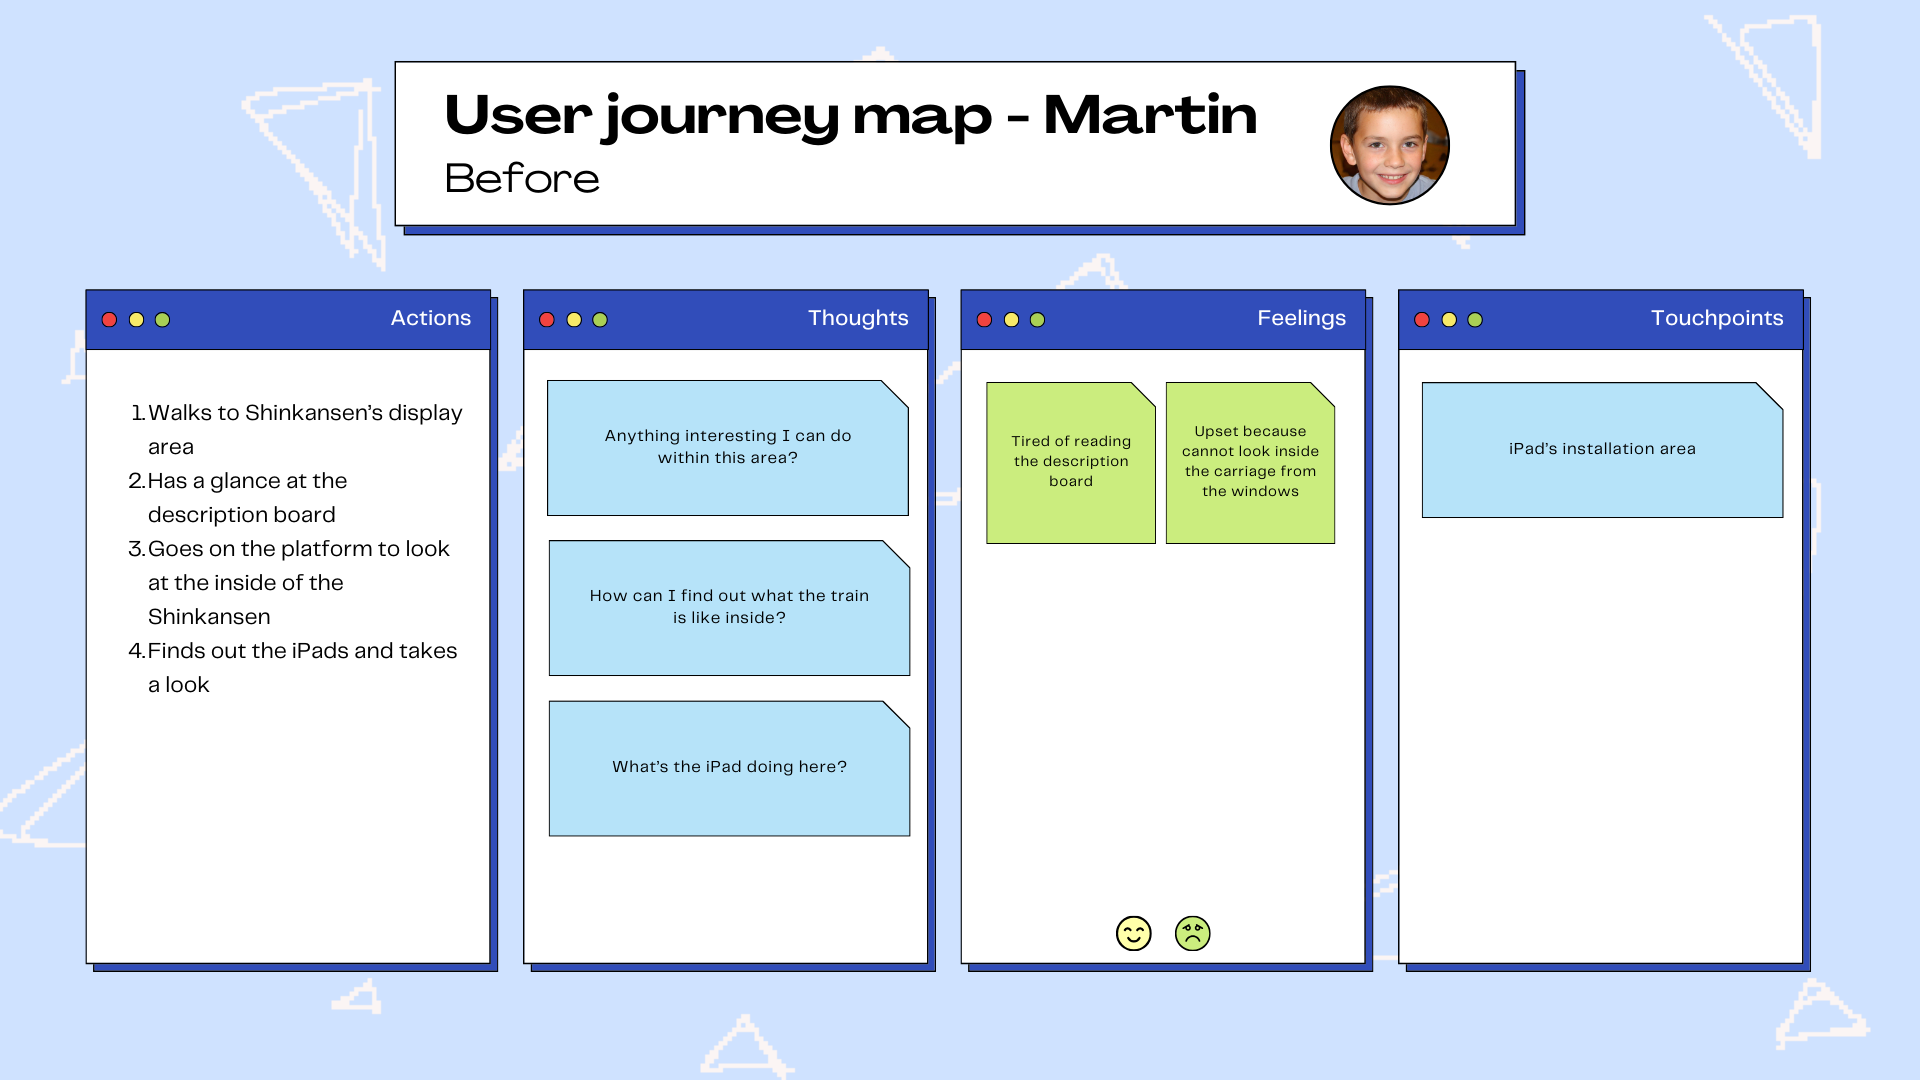 User journey map - Martin
Before
Actions
1. Walks to Shinkansen’s display
area
2. Has a glance at the
description board
3. Goes on the platform to look
at the inside of the
Shinkansen
4. Finds out the iPads and takes
a look
Thoughts
Anything interesting I can do
within this area?
How can I find out what the train
is like inside?
What’s the iPad doing here?
Feelings
Tired of reading
the description
board
Upset because
cannot look inside
the carriage from
the windows
Touchpoints
iPad’s installation area